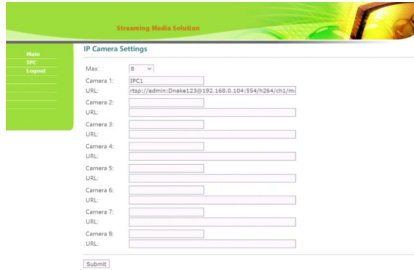 Streaming Media Solution
Main
IPC
Logout
IP Camera Settings
Max: 8
Camera 1: IPC1
URL: rtsp://admin:Dnake123@192.168.0.104:554/h264/ch1/m
Camera 2:
URL:
Camera 3:
URL:
Camera 4:
URL:
Camera 5:
URL:
Camera 6:
URL:
Camera 7:
URL:
Camera 8:
URL:
Submit